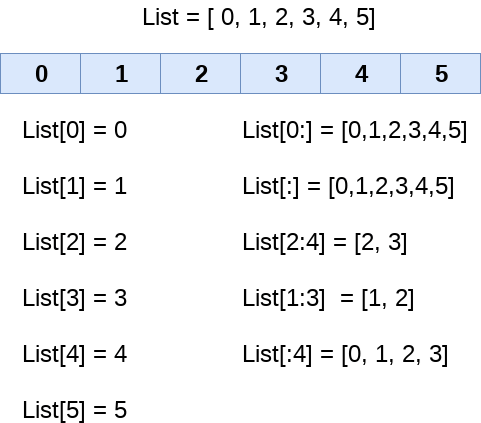 List = [ 0, 1, 2, 3, 4, 5]
0 1 2 3 4 5
List[0] = 0 List[0:] = [0,1,2,3,4,5]
List[1] = 1 List[:] = [0,1,2,3,4,5]
List[2] = 2 List[2:4] = [2, 3]
List[3] = 3 List[1:3]  = [1, 2]
List[4] = 4 List[:4] = [0, 1, 2, 3]
List[5] = 5